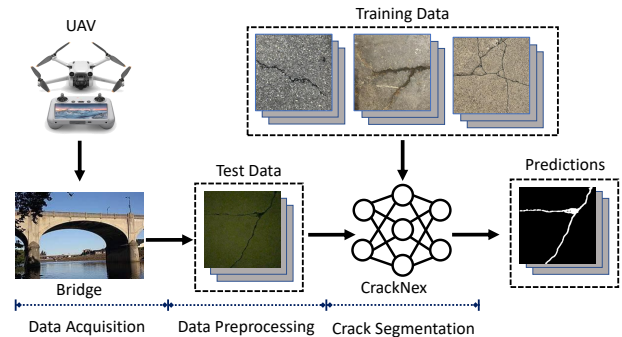 UAV
Training Data
Test Data
Predictions
Bridge
CrackNex
Data Acquisition
Data Preprocessing
Crack Segmentation